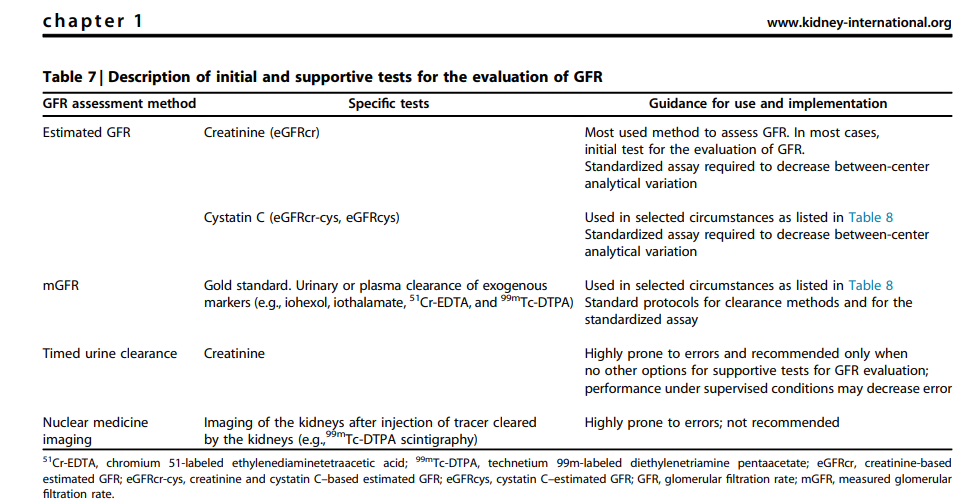 chapter 1
www.kidney-international.org
Table 7 | Description of initial and supportive tests for the evaluation of GFR
GFR assessment method Specific tests Guidance for use and implementation
Estimated GFR Creatinine (eGFRcr) Most used method to assess GFR. In most cases,
initial test for the evaluation of GFR.
Standardized assay required to decrease between-center
analytical variation
Cystatin C (eGFRcr-cys, eGFRcys) Used in selected circumstances as listed in Table 8
Standardized assay required to decrease between-center
analytical variation
mGFR Gold standard. Urinary or plasma clearance of exogenous Used in selected circumstances as listed in Table 8
markers (e.g., iohexol, iothalamate, ⁵¹Cr-EDTA, and ⁹⁹ᵐTc-DTPA) Standard protocols for clearance methods and for the
standardized assay
Timed urine clearance Creatinine Highly prone to errors and recommended only when
no other options for supportive tests for GFR evaluation;
performance under supervised conditions may decrease error
Nuclear medicine Imaging of the kidneys after injection of tracer cleared Highly prone to errors; not recommended
imaging by the kidneys (e.g.,⁹⁹ᵐTc-DTPA scintigraphy)
⁵¹Cr-EDTA, chromium 51-labeled ethylenediaminetetraacetic acid; ⁹⁹ᵐTc-DTPA, technetium 99m-labeled diethylenetriamine pentaacetate; eGFRcr, creatinine-based
estimated GFR; eGFRcr-cys, creatinine and cystatin C–based estimated GFR; eGFRcys, cystatin C–estimated GFR; GFR, glomerular filtration rate; mGFR, measured glomerular
filtration rate.